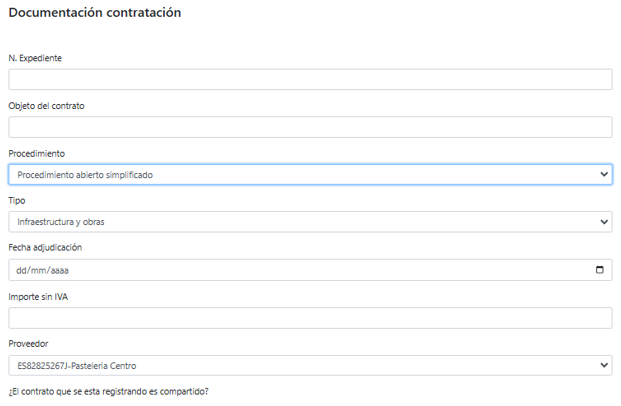 Documentación contratación
N. Expediente
Objeto del contrato
Procedimiento
Procedimiento abierto simplificado
Tipo
Infraestructura y obras
Fecha adjudicación
dd/mm/aaaa
Importe sin IVA
Proveedor
ES82825267J-Pasteleria Centro
¿El contrato que se esta registrando es compartido?